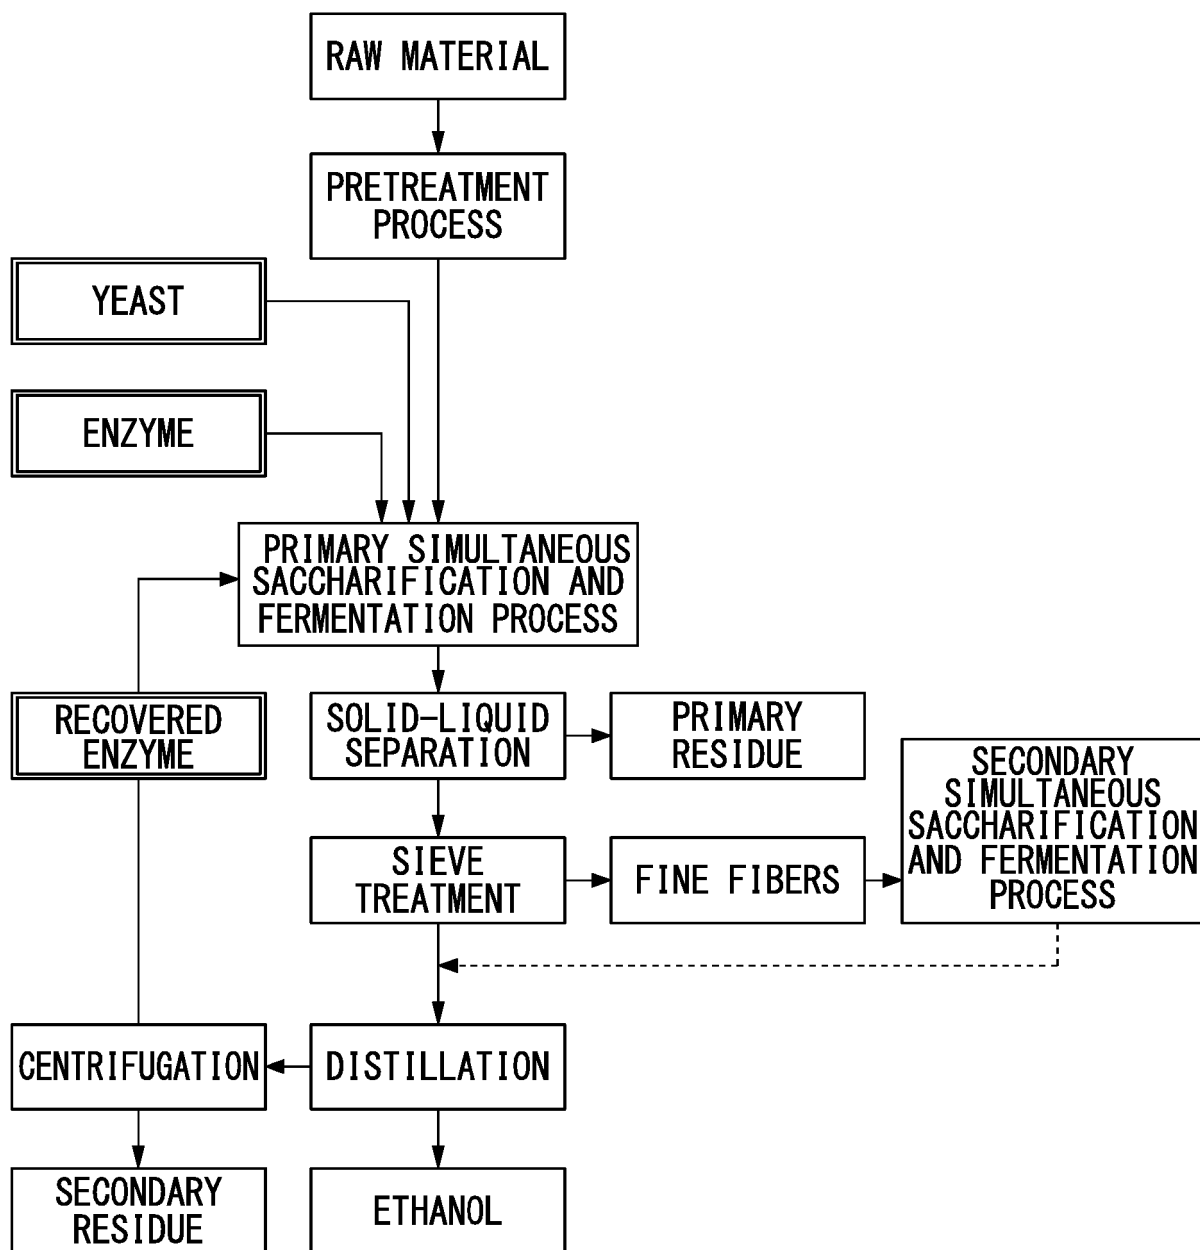 RAW MATERIAL
PRETREATMENT
PROCESS
YEAST
ENZYME
PRIMARY SIMULTANEOUS
SACCHARIFICATION AND
FERMENTATION PROCESS
RECOVERED
ENZYME
SOLID-LIQUID
SEPARATION
PRIMARY
RESIDUE
SIEVE
TREATMENT
FINE FIBERS
SECONDARY
SIMULTANEOUS
SACCHARIFICATION
AND FERMENTATION
PROCESS
CENTRIFUGATION
DISTILLATION
SECONDARY
RESIDUE
ETHANOL